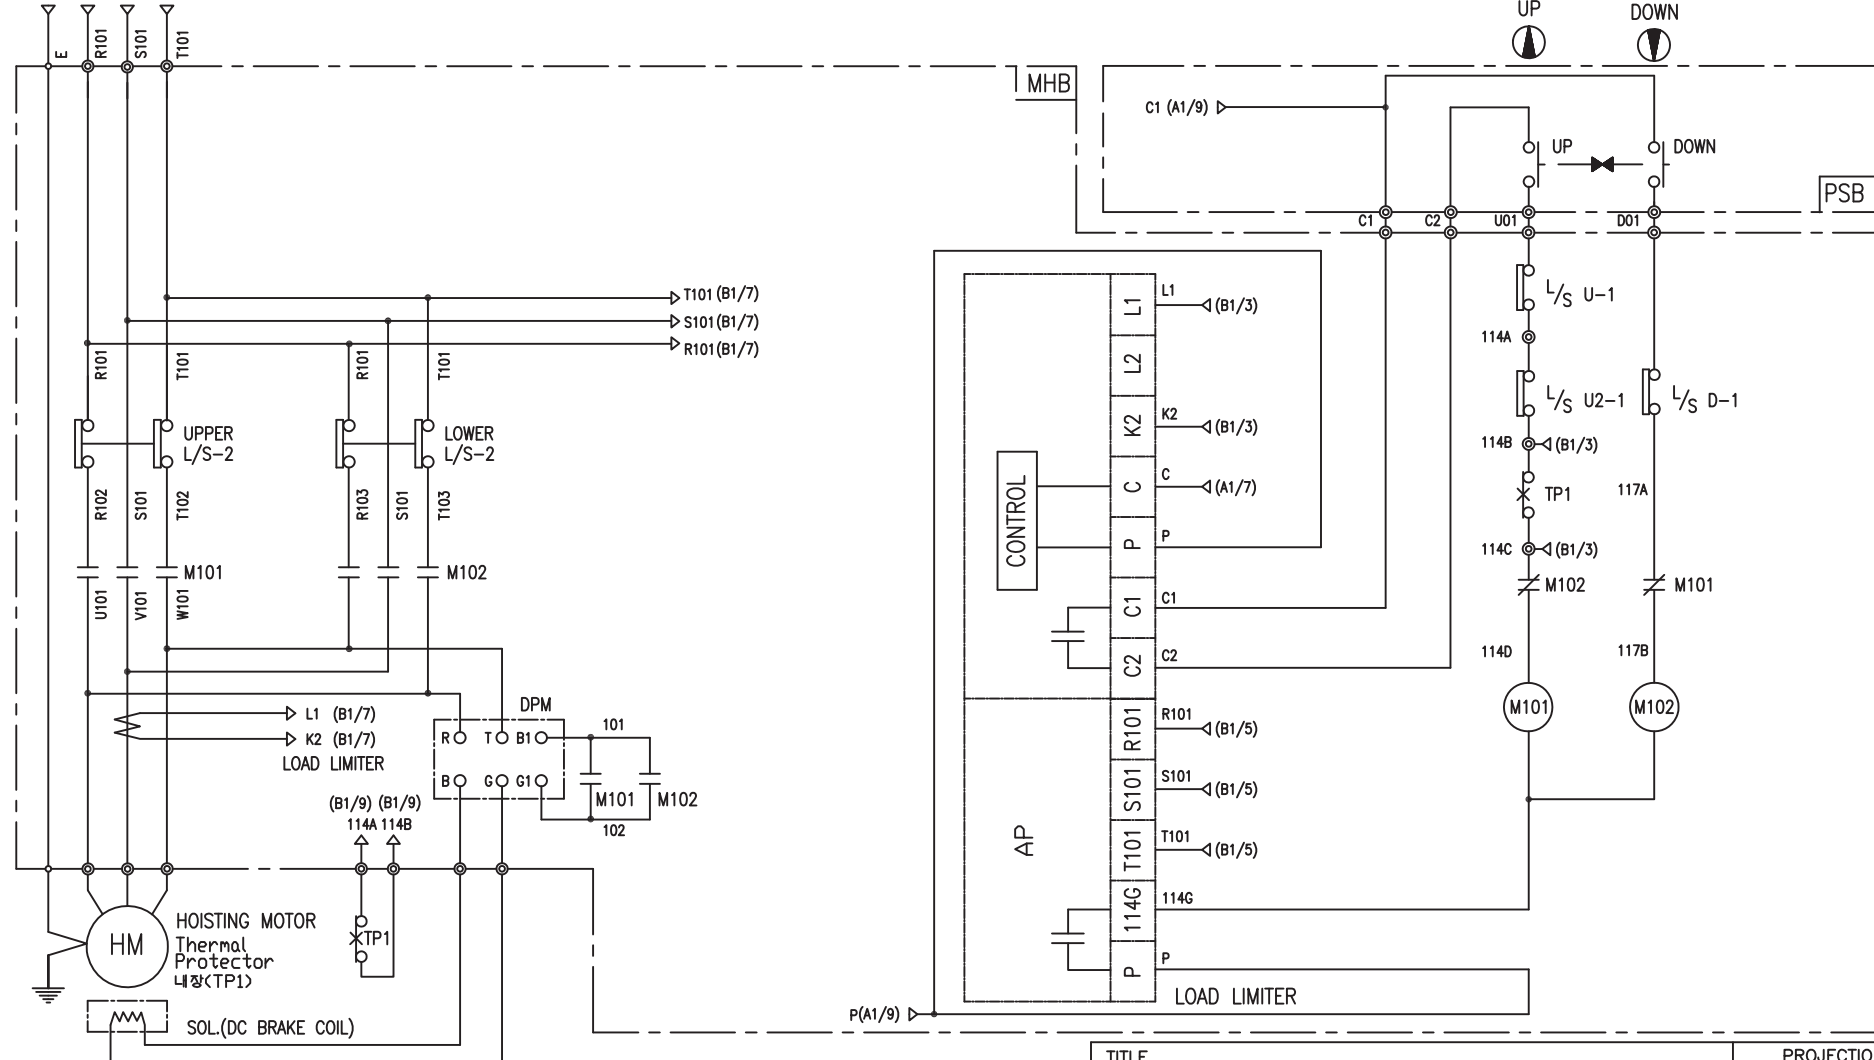 UP
DOWN
E
R101
S101
T101
MHB
C1 (A1/9)
UP
DOWN
PSB
C1
C2
U01
D01
T101 (B1/7)
S101 (B1/7)
R101 (B1/7)
R101
T101
R101
T101
UPPER
L/S-2
LOWER
L/S-2
R102
S101
T102
R103
S101
T103
M101
M102
U101
V101
W101
L1 (B1/7)
K2 (B1/7)
LOAD LIMITER
DPM
R
T
B1
B
G
G1
101
M101
M102
102
(B1/9) (B1/9)
114A 114B
TP1
HM
HOISTING MOTOR
Thermal
Protector
내장(TP1)
SOL.(DC BRAKE COIL)
CONTROL
AP
L1
L1
(B1/3)
L2
K2
K2
(B1/3)
C
C
(A1/7)
P
P
C1
C1
C2
C2
R101
R101
(B1/5)
S101
S101
(B1/5)
T101
T101
(B1/5)
114G
114G
P
P
LOAD LIMITER
P(A1/9)
L/S U-1
114A
L/S U2-1
L/S D-1
114B
(B1/3)
TP1
117A
114C
(B1/3)
M102
M101
114D
117B
M101
M102
TITLE
PROJECTIO